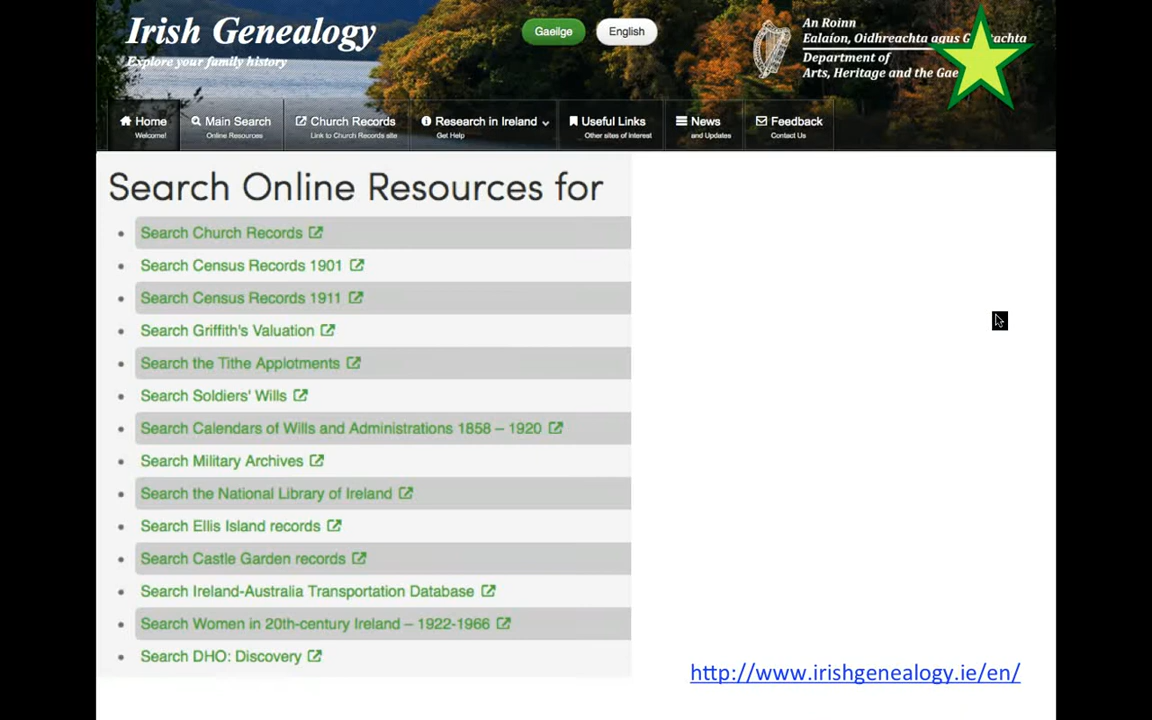 Irish Genealogy
Explore your family history
Gaeilge
English
An Roinn
Ealaíon, Oidhreachta agus
Department of
Arts, Heritage and the
Home
Welcome!
Main Search
Online Resources
Church Records
Link to Church Records site
Research in Ireland
Get Help
Useful Links
Other sites of Interest
News
and Updates
Feedback
Contact Us
Search Online Resources for
Search Church Records
Search Census Records 1901
Search Census Records 1911
Search Griffith's Valuation
Search the Tithe Applotments
Search Soldiers' Wills
Search Calendars of Wills and Administrations 1858 – 1920
Search Military Archives
Search the National Library of Ireland
Search Ellis Island records
Search Castle Garden records
Search Ireland-Australia Transportation Database
Search Women in 20th-century Ireland – 1922-1966
Search DHO: Discovery
http://www.irishgenealogy.ie/en/